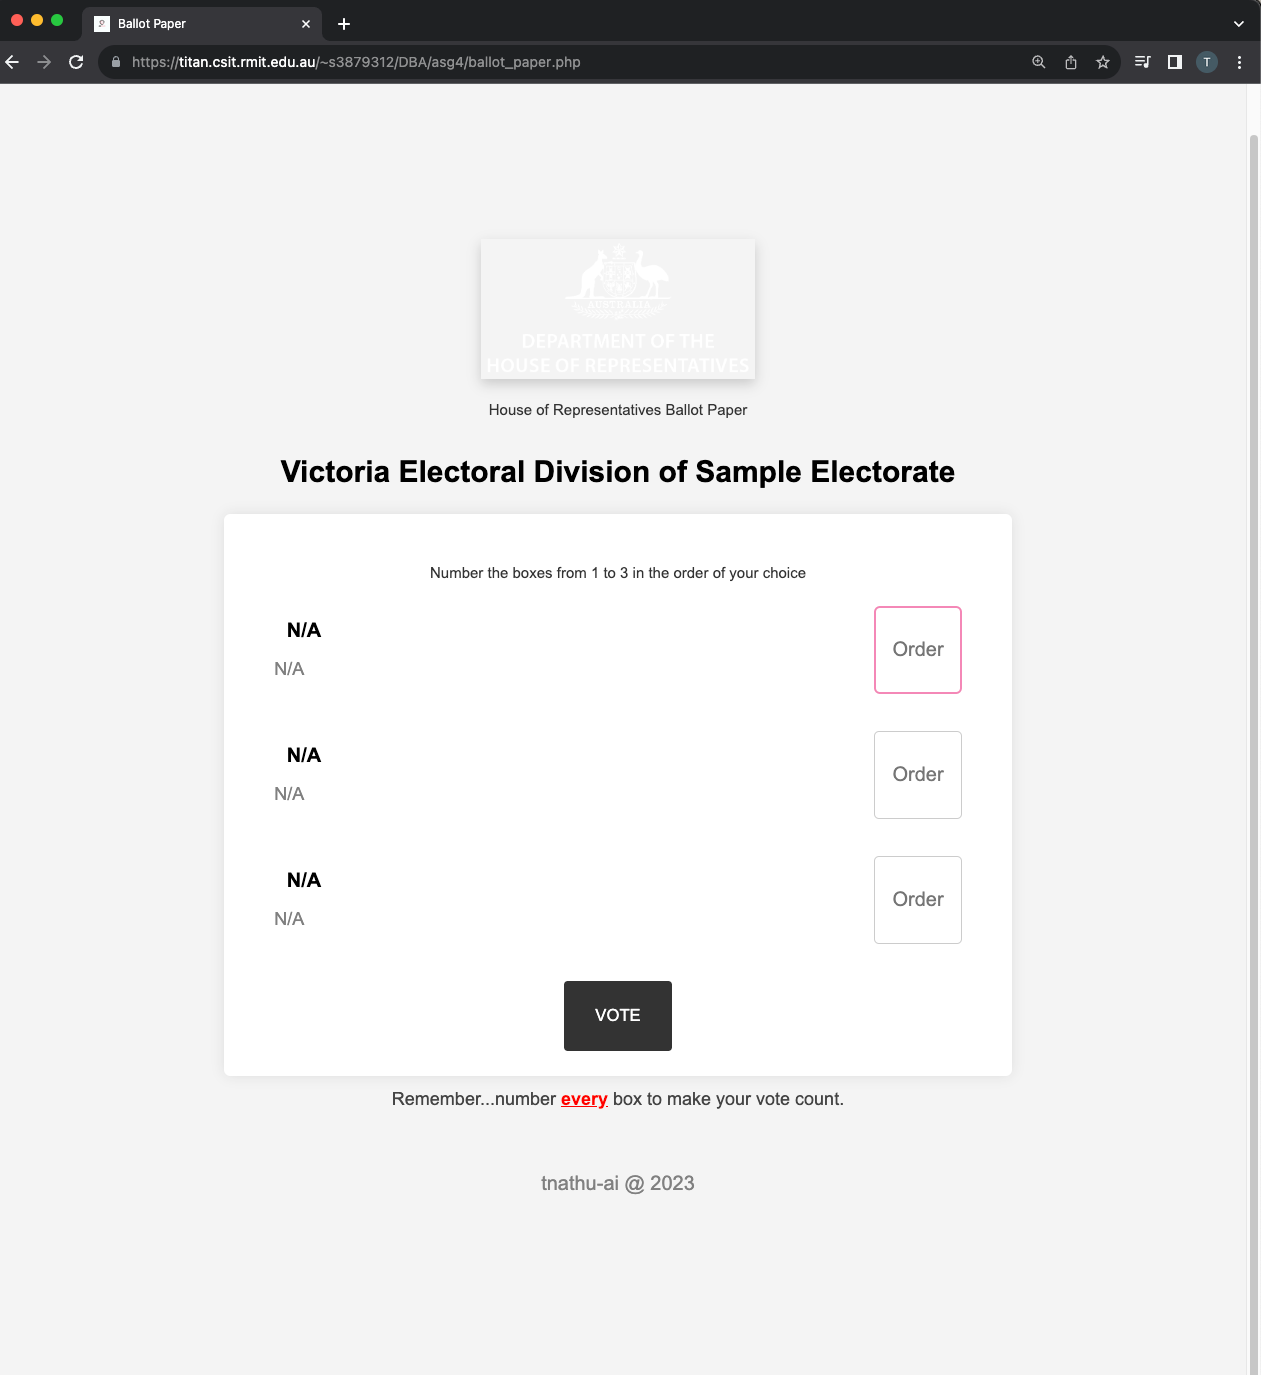 Ballot Paper
https://titan.csit.rmit.edu.au/~s3879312/DBA/asg4/ballot_paper.php
T
AUSTRALIA
DEPARTMENT OF THE
HOUSE OF REPRESENTATIVES
House of Representatives Ballot Paper
Victoria Electoral Division of Sample Electorate
Number the boxes from 1 to 3 in the order of your choice
N/A
N/A
Order
N/A
N/A
Order
N/A
N/A
Order
VOTE
Remember...number every box to make your vote count.
tnathu-ai @ 2023